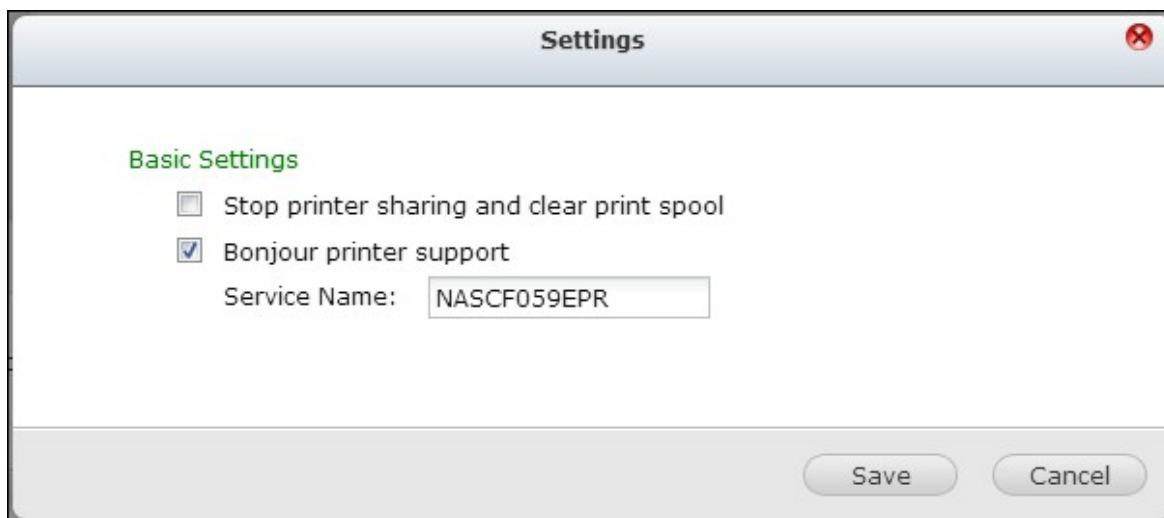 Settings
Basic Settings
Stop printer sharing and clear print spool
Bonjour printer support
Service Name: NASCF059EPR
Save Cancel